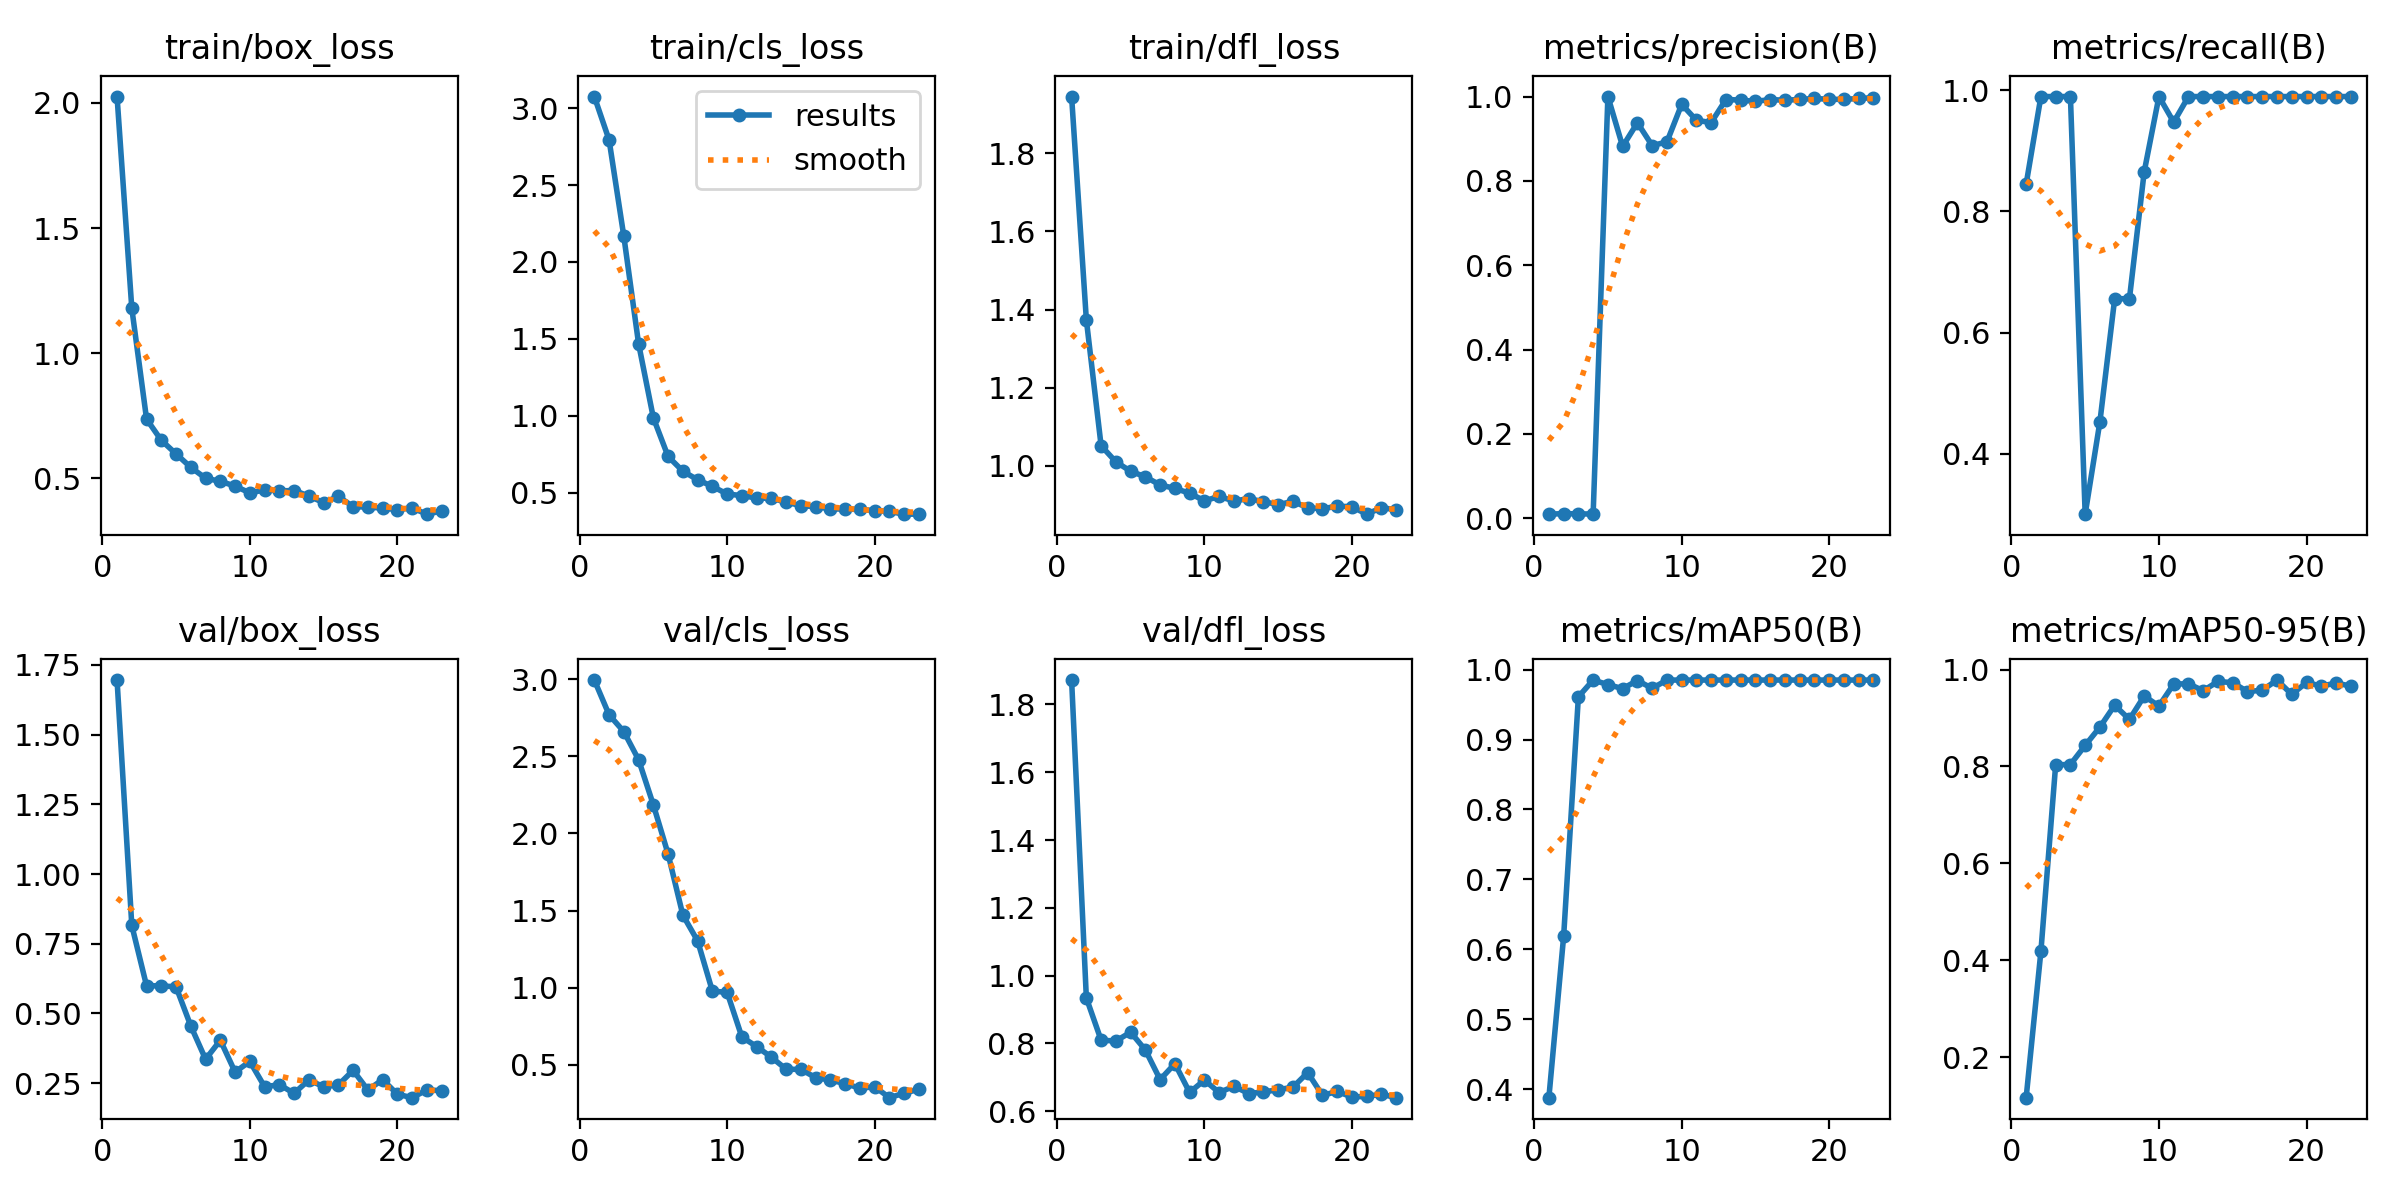 train/box_loss
train/cls_loss
train/dfl_loss
metrics/precision(B)
metrics/recall(B)
2.0
1.5
1.0
0.5
0 10 20
3.0
2.5
2.0
1.5
1.0
0.5
0 10 20
results
smooth
1.8
1.6
1.4
1.2
1.0
0 10 20
1.0
0.8
0.6
0.4
0.2
0.0
0 10 20
1.0
0.8
0.6
0.4
0 10 20
val/box_loss
val/cls_loss
val/dfl_loss
metrics/mAP50(B)
metrics/mAP50-95(B)
1.75
1.50
1.25
1.00
0.75
0.50
0.25
0 10 20
3.0
2.5
2.0
1.5
1.0
0.5
0 10 20
1.8
1.6
1.4
1.2
1.0
0.8
0.6
0 10 20
1.0
0.9
0.8
0.7
0.6
0.5
0.4
0 10 20
1.0
0.8
0.6
0.4
0.2
0 10 20